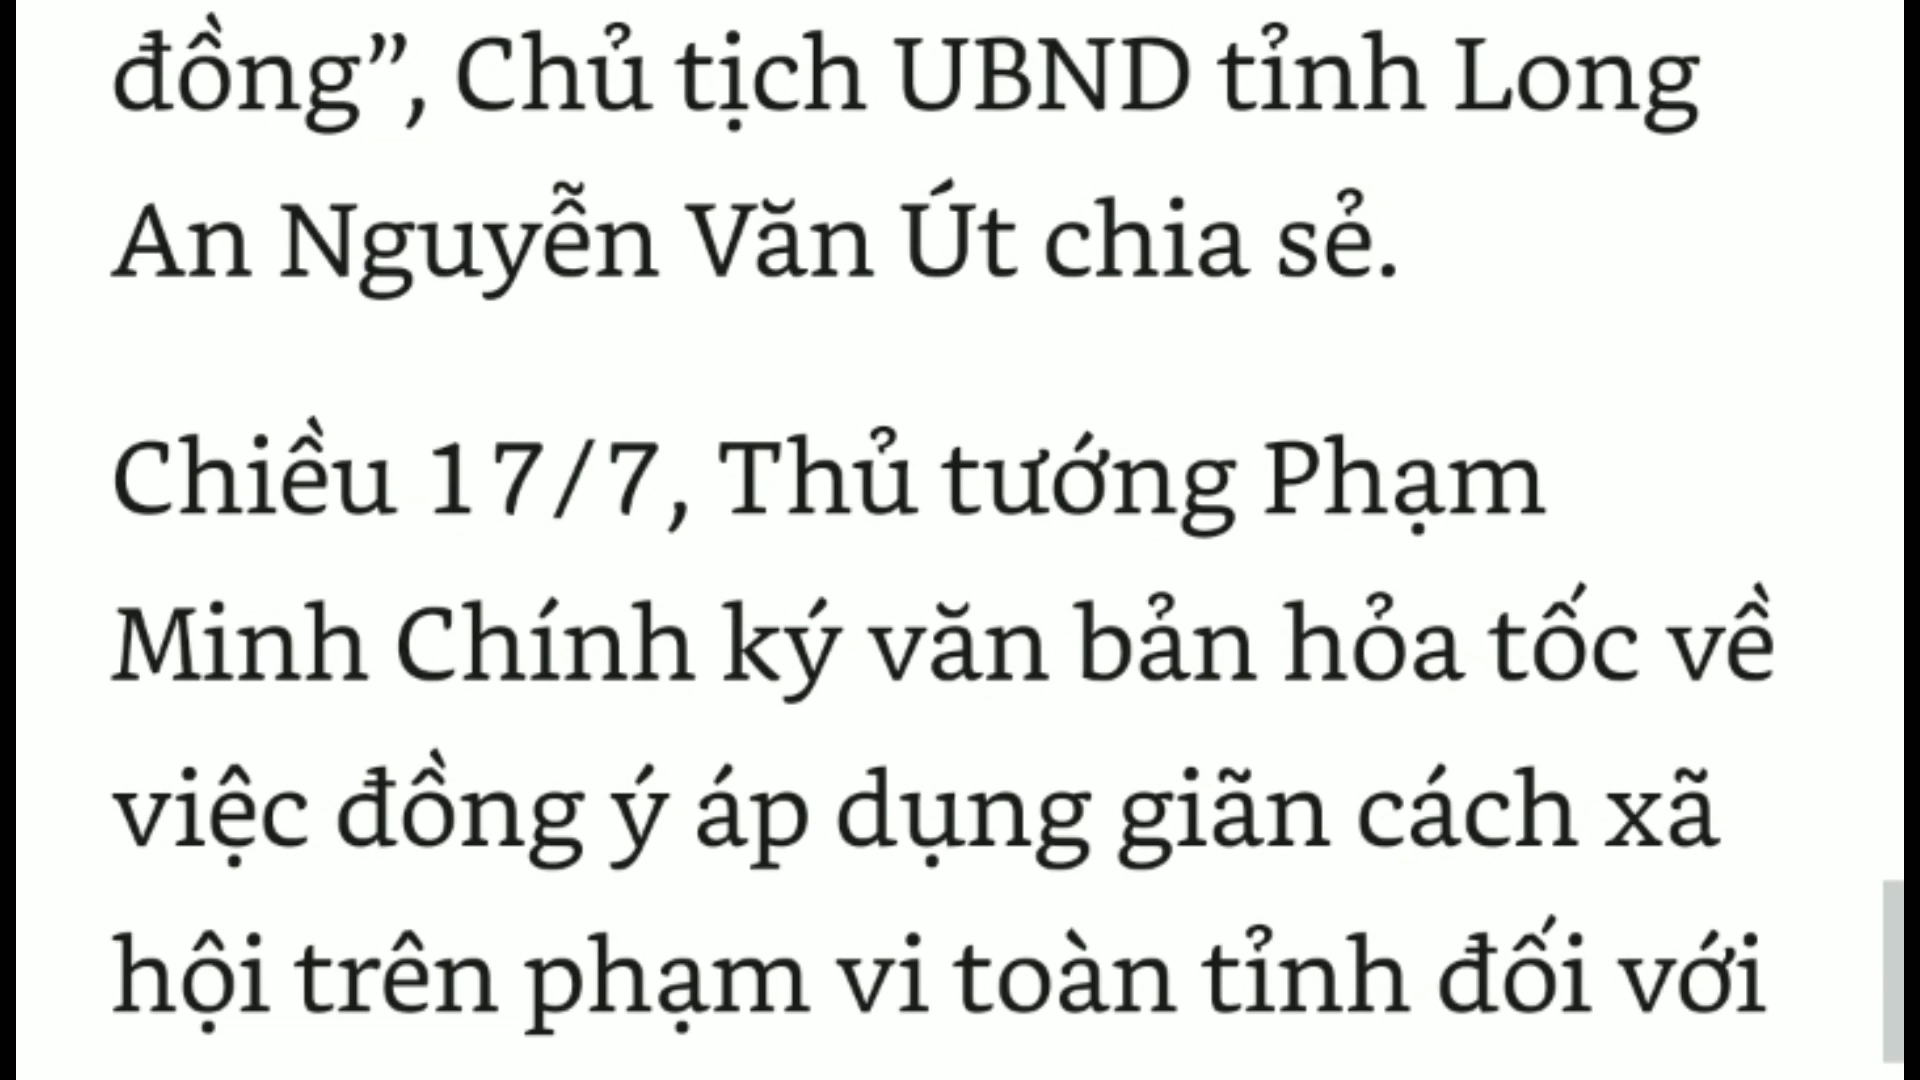 đồng”, Chủ tịch UBND tỉnh Long
An Nguyễn Văn Út chia sẻ.
Chiều 17/7, Thủ tướng Phạm
Minh Chính ký văn bản hỏa tốc về
việc đồng ý áp dụng giãn cách xã
hội trên phạm vi toàn tỉnh đối với